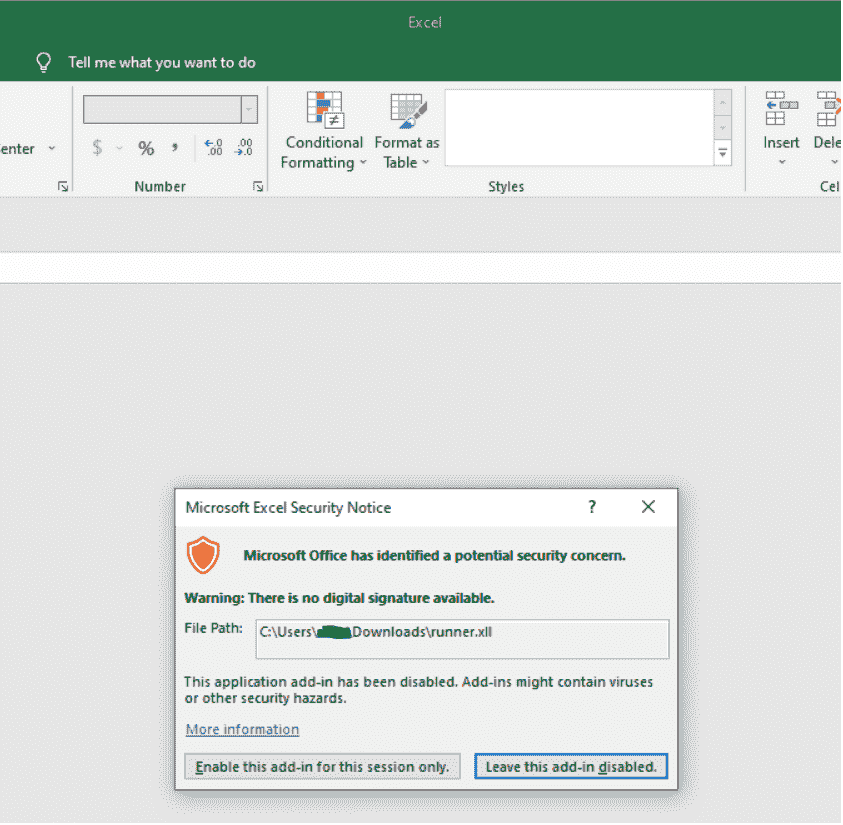 Excel
Tell me what you want to do
enter
$ % , .00 .00
Conditional Formatting
Format as Table
Insert
Dele
Number
Styles
Cel
Microsoft Excel Security Notice ?
Microsoft Office has identified a potential security concern.
Warning: There is no digital signature available.
File Path: C:\Users\ \Downloads\runner.xll
This application add-in has been disabled. Add-ins might contain viruses
or other security hazards.
More information
Enable this add-in for this session only. Leave this add-in disabled.